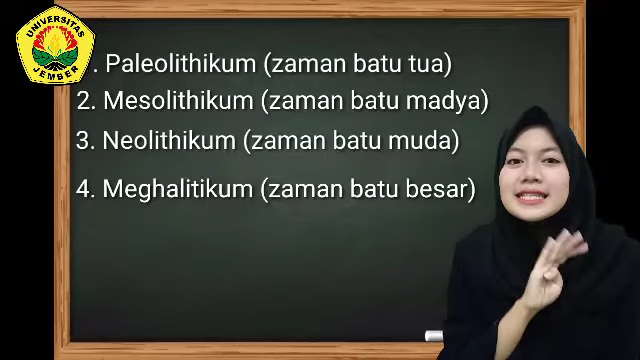 UNIVERSITAS
JEMBER
. Paleolithikum (zaman batu tua)
2. Mesolithikum (zaman batu madya)
3. Neolithikum (zaman batu muda)
4. Meghalitikum (zaman batu besar)